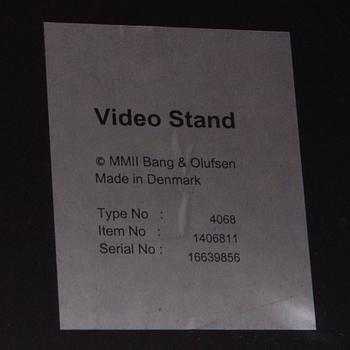 Video Stand
© MMII Bang & Olufsen
Made in Denmark
Type No : 4068
Item No : 1406811
Serial No : 16639856